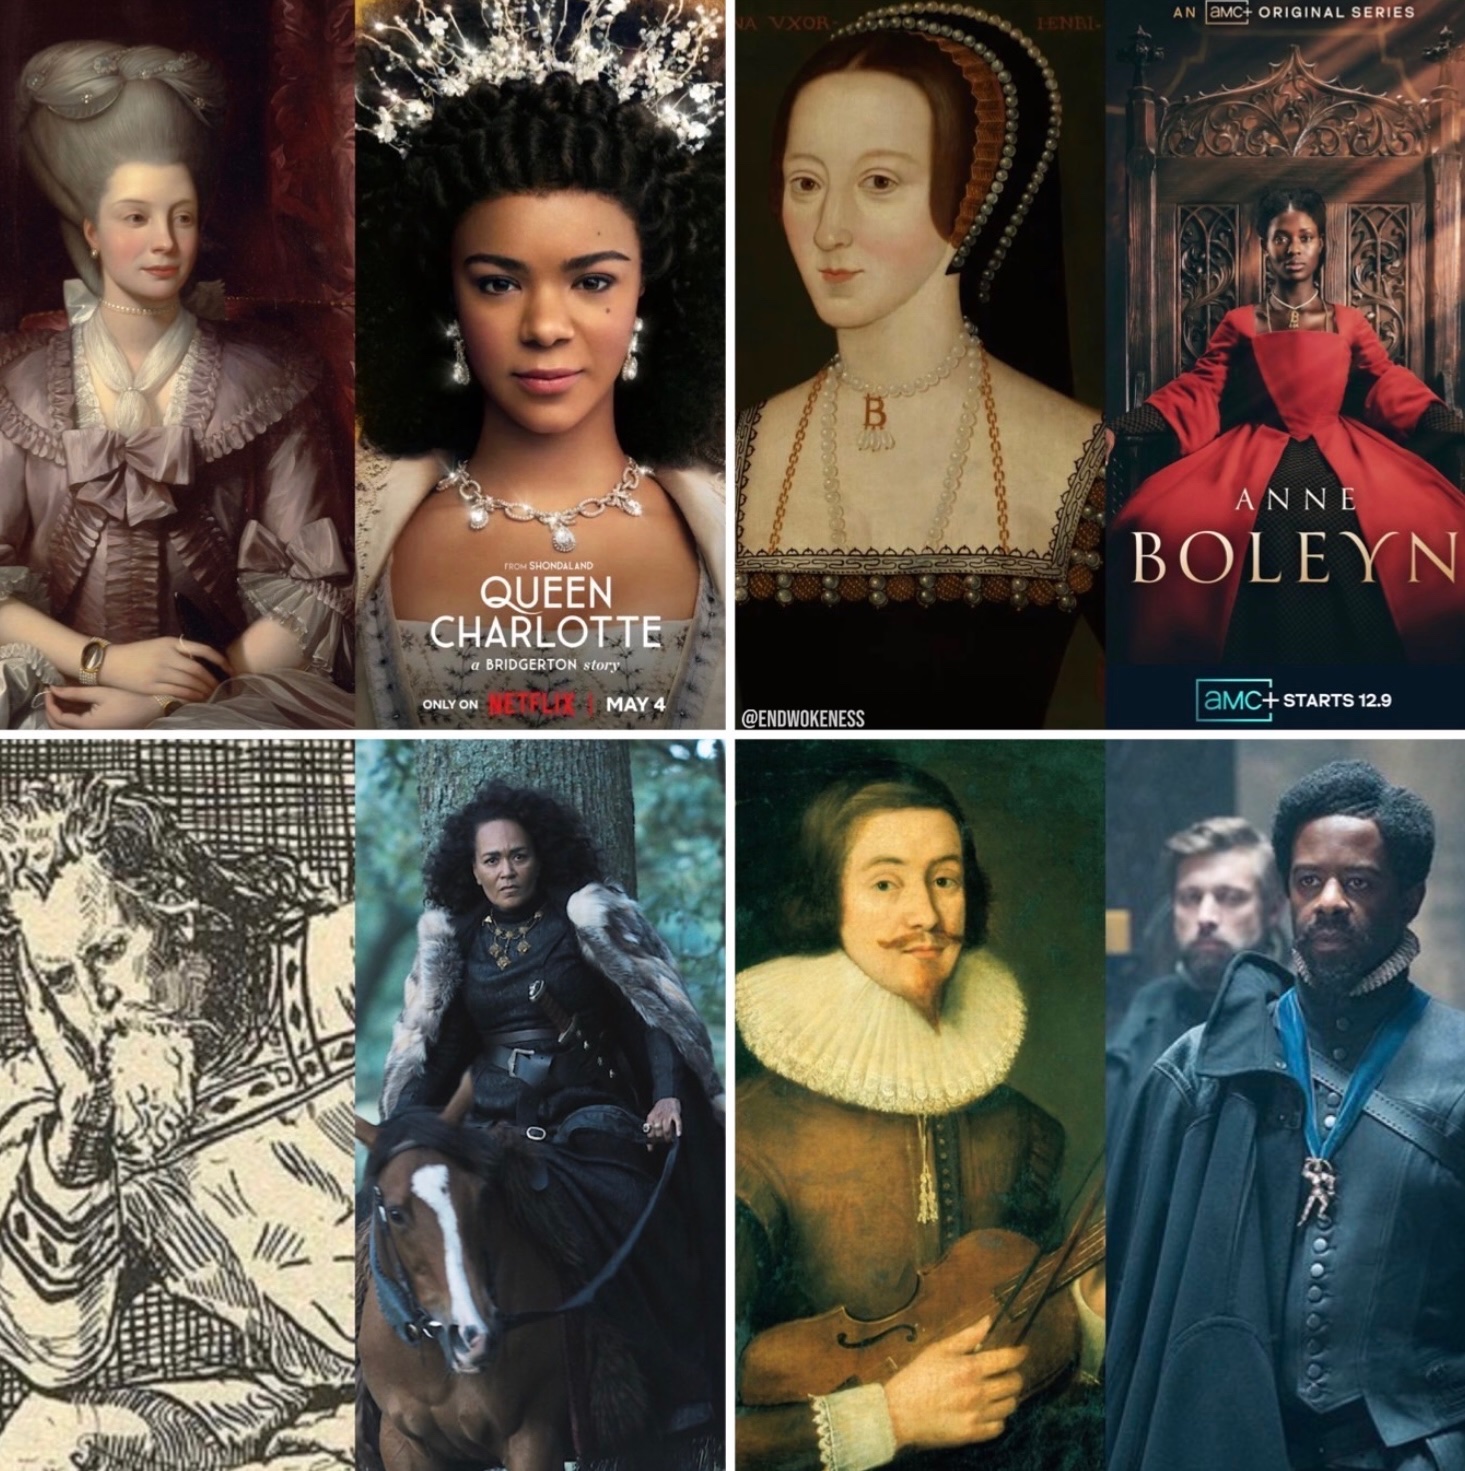 FROM SHONDALAND
QUEEN
CHARLOTTE
a BRIDGERTON story
ONLY ON NETFLIX | MAY 4
NA VXOR HENRI
B
@ENDWOKENESS
AN amc+ ORIGINAL SERIES
ANNE
BOLEYN
amc+ STARTS 12.9